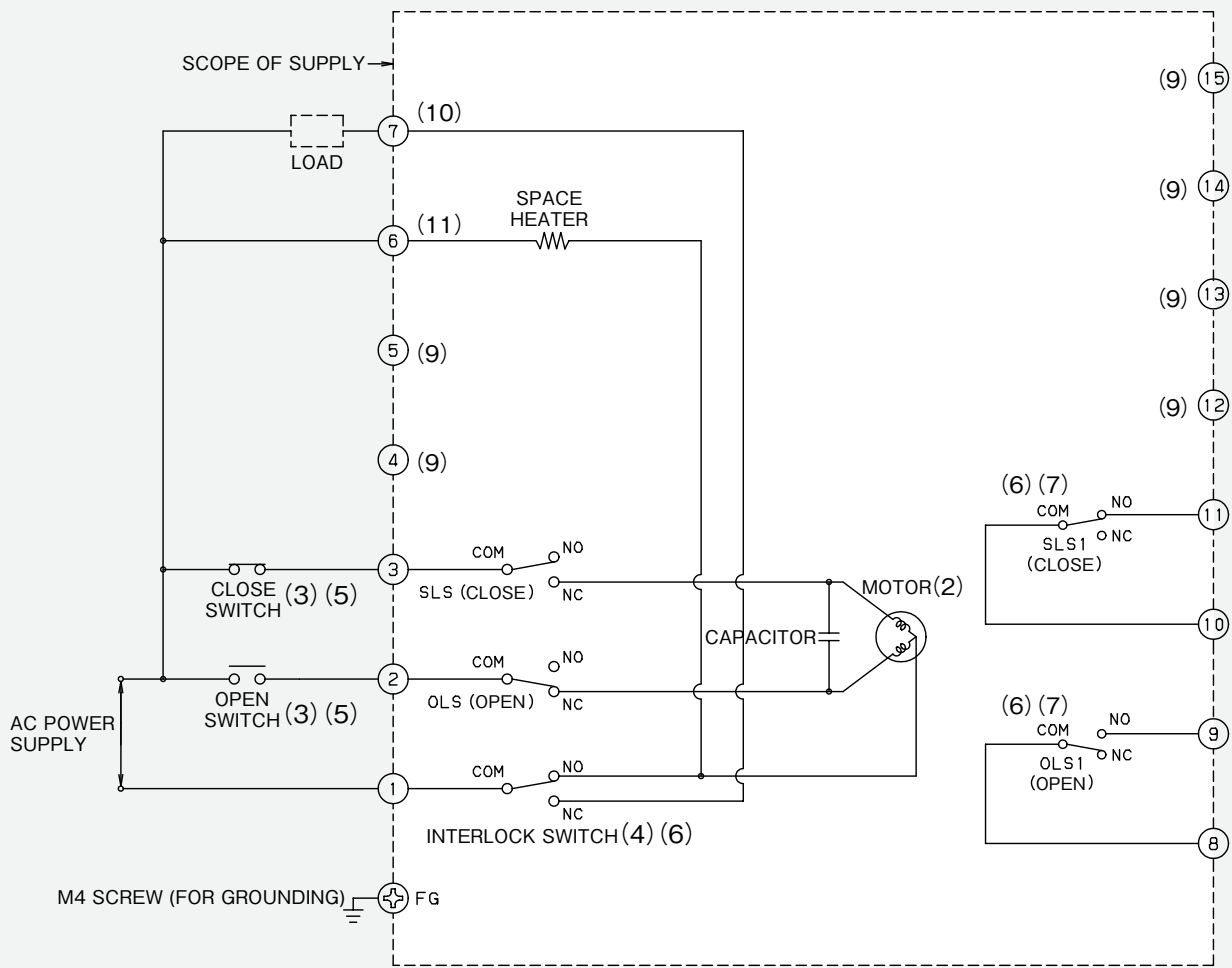 SCOPE OF SUPPLY
(9) 15
7 (10)
LOAD
(9) 14
SPACE
HEATER
6 (11)
(9) 13
5 (9)
(9) 12
4 (9)
(6) (7)
COM NO
11
NC
SLS1
(CLOSE)
COM NO
3
NC
SLS (CLOSE)
CLOSE
SWITCH (3) (5)
MOTOR (2)
10
CAPACITOR
COM NO
2
NC
OLS (OPEN)
OPEN
SWITCH (3) (5)
(6) (7)
COM NO
9
NC
OLS1
(OPEN)
AC POWER
SUPPLY
COM NO
1
NC
INTERLOCK SWITCH (4) (6)
8
M4 SCREW (FOR GROUNDING) FG